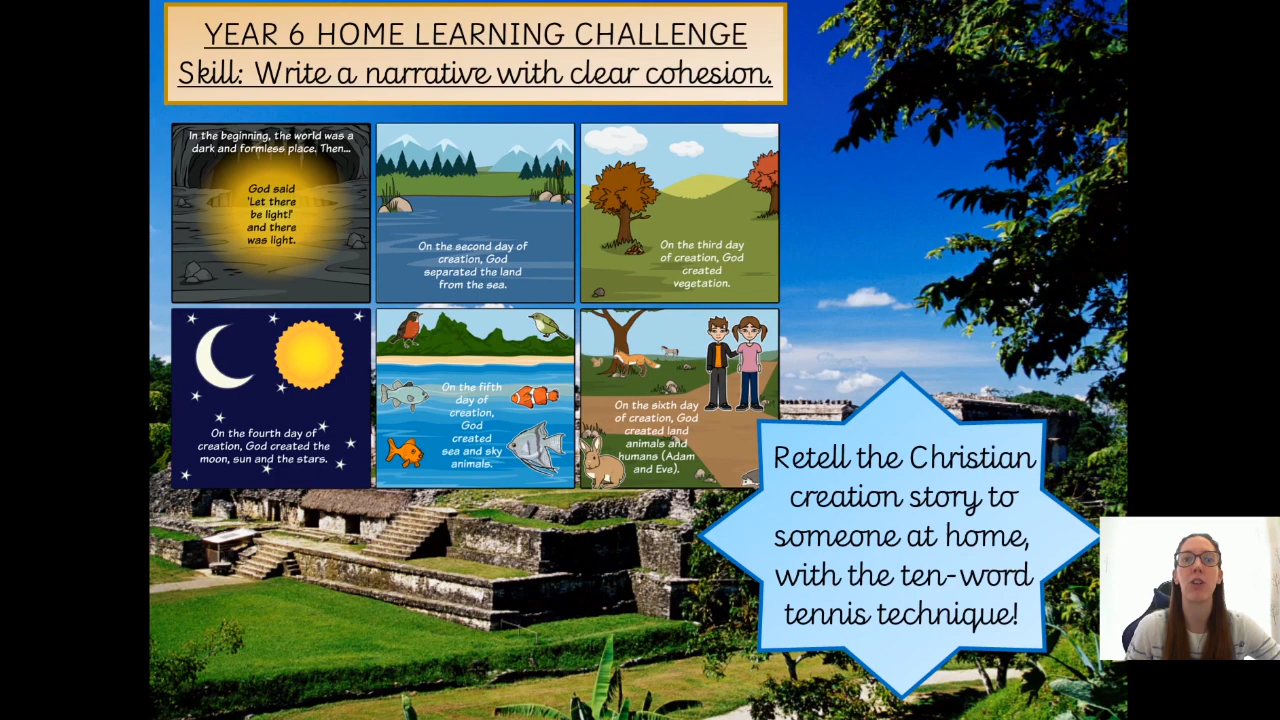 YEAR 6 HOME LEARNING CHALLENGE
Skill: Write a narrative with clear cohesion.
In the beginning, the world was a
dark and formless place. Then...
God said
'Let there
be light!'
and there
was light.
On the second day of
creation, God
separated the land
from the sea.
On the third day
of creation, God
created
vegetation.
On the fourth day of
creation, God created the
moon, sun and the stars.
On the fifth
day of
creation,
God
created
sea and sky
animals.
On the sixth day
of creation, God
created land
animals and
humans (Adam
and Eve).
Retell the Christian
creation story to
someone at home,
with the ten-word
tennis technique!